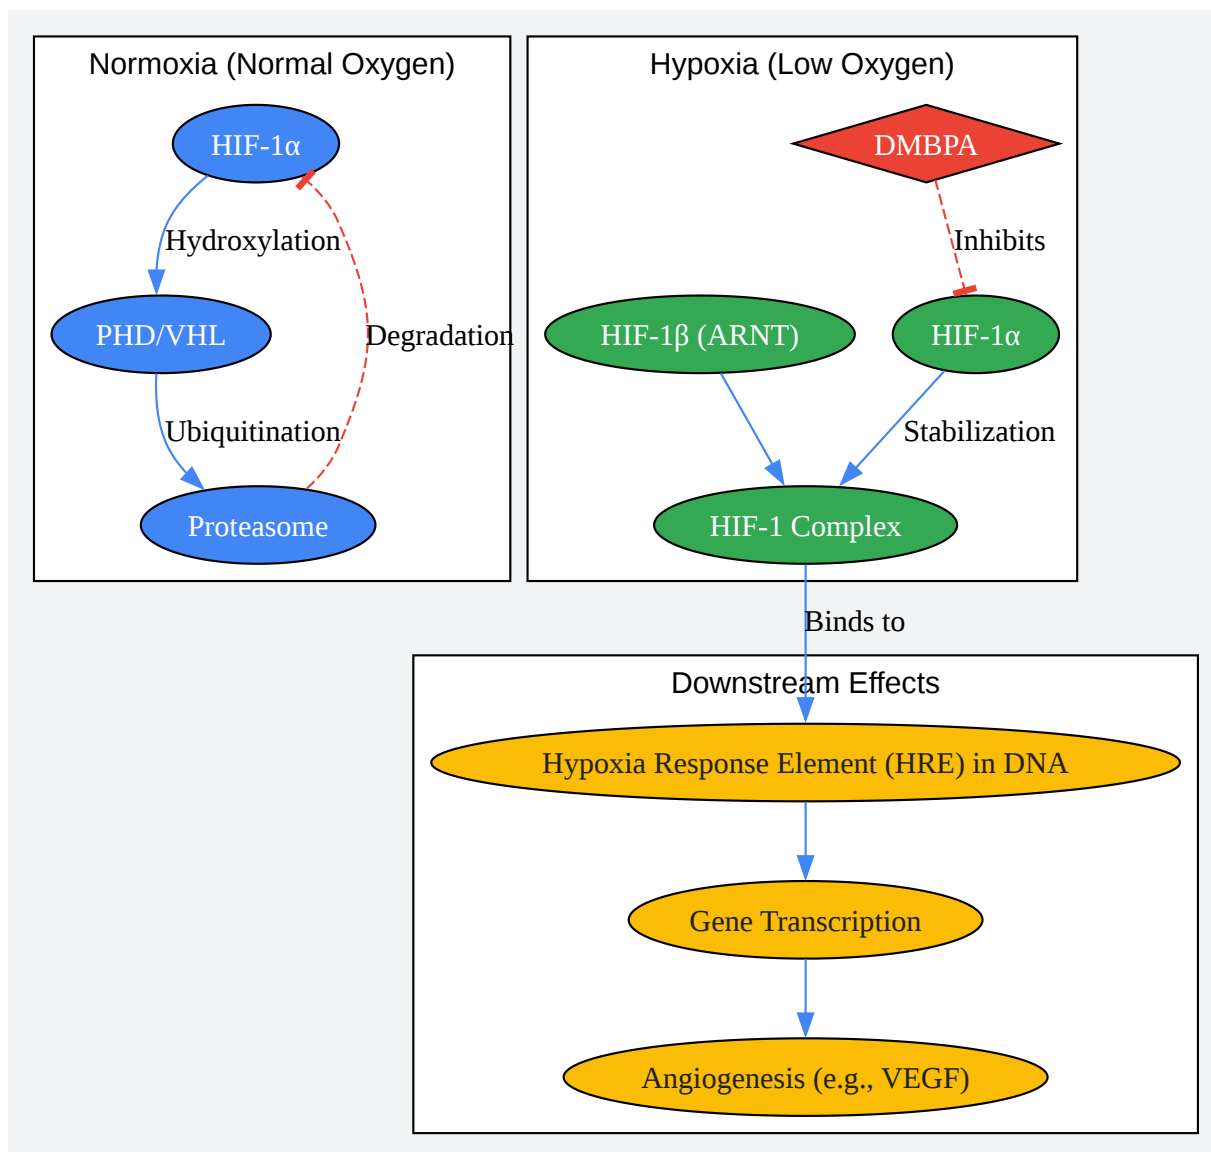 Normoxia (Normal Oxygen)
HIF-1α
Hydroxylation
PHD/VHL
Degradation
Ubiquitination
Proteasome
Hypoxia (Low Oxygen)
DMBPA
Inhibits
HIF-1β (ARNT)
HIF-1α
Stabilization
HIF-1 Complex
Binds to
Downstream Effects
Hypoxia Response Element (HRE) in DNA
Gene Transcription
Angiogenesis (e.g., VEGF)